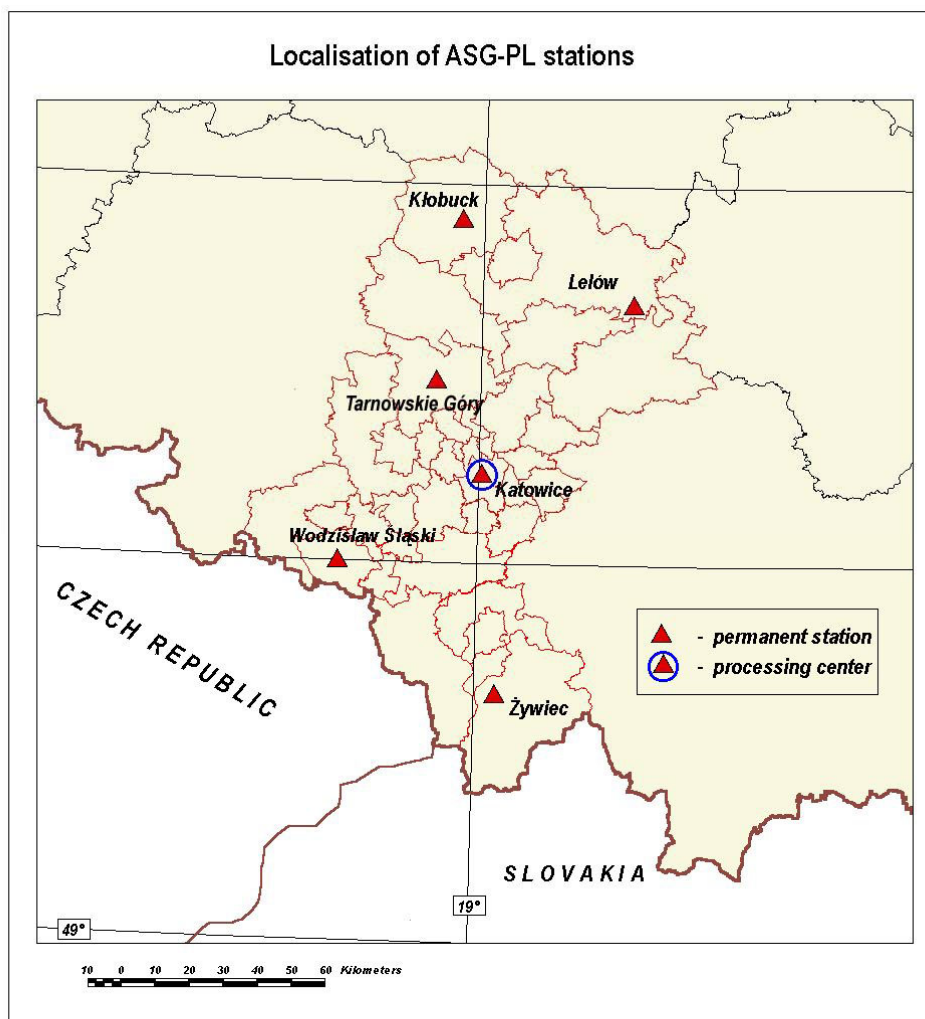 Localisation of ASG-PL stations
Kłobuck
Lełów
Tarnowskie Góry
Katowice
Wodzisław Śląski
CZECH REPUBLIC
- permanent station
- processing center
Żywiec
SLOVAKIA
19°
49°
10 0 10 20 30 40 50 60 Kilometers